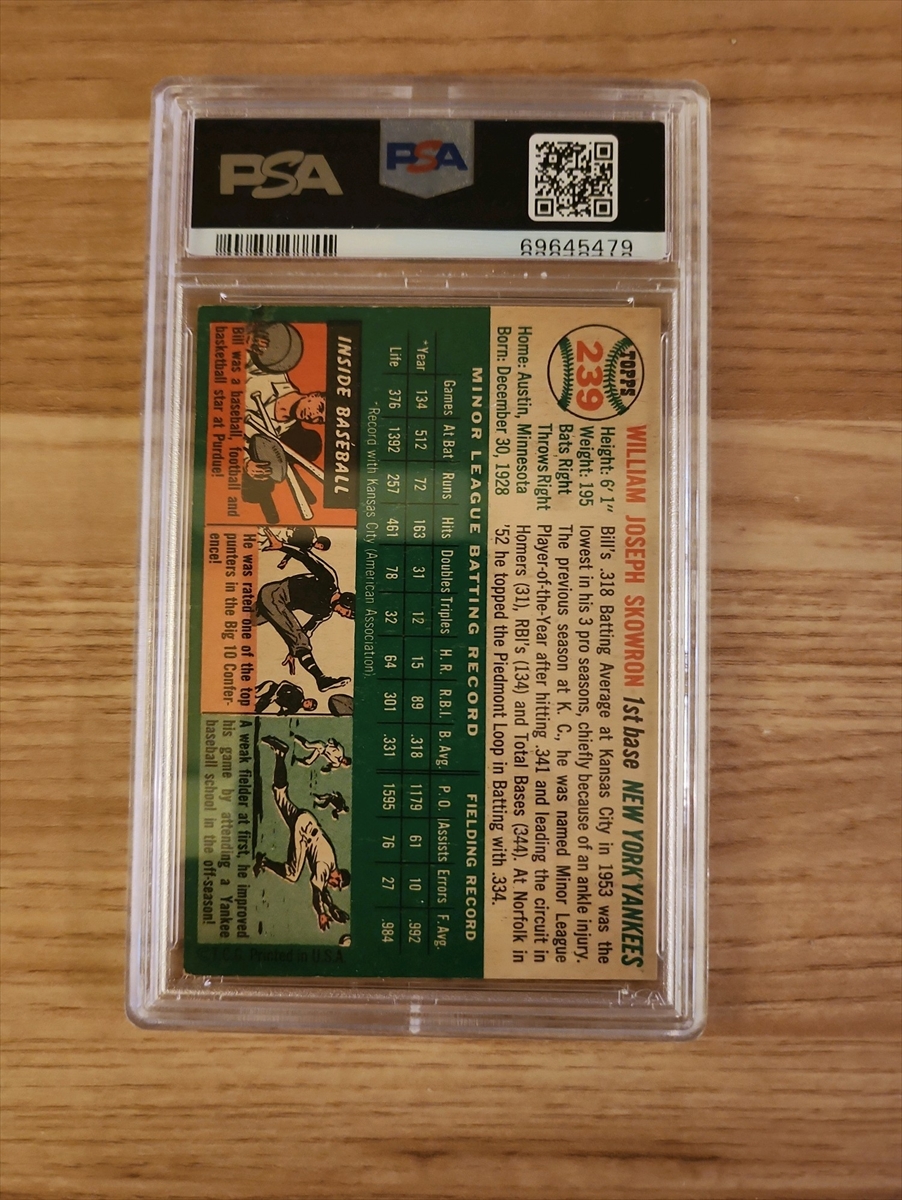 PSA
PSA
69645479
TOPPS
239
WILLIAM JOSEPH SKOWRON 1st base NEW YORK YANKEES
Height: 6' 1"
Weight: 195
Bats Right
Throws Right
Home: Austin, Minnesota
Born: December 30, 1928
Bill's .318 Batting Average at Kansas City in 1953 was the
lowest in his 3 pro seasons, chiefly because of an ankle injury.
The previous season at K. C., he was named Minor League
Player-of-the-Year after hitting .341 and leading the circuit in
Homers (31), RBI's (134) and Total Bases (344). At Norfolk in
'52 he topped the Piedmont Loop in Batting with .334.
MINOR LEAGUE BATTING RECORD FIELDING RECORD
Games At Bat Runs Hits Doubles Triples H. R. R.B.I. B. Avg. P. O. Assists Errors F. Avg.
*Year 134 512 72 163 31 12 15 89 .318 1179 61 10 .992
Life 376 1392 257 461 78 32 64 301 .331 1595 76 27 .984
*Record with Kansas City (American Association).
INSIDE BASEBALL
Bill was a baseball, football and
basketball star at Purdue!
He was rated one of the top
punters in the Big 10 Confer-
ence!
A weak fielder at first, he improved
his game by attending a Yankee
baseball school in the off-season!
© T.C.G. Printed in U.S.A.
PSA